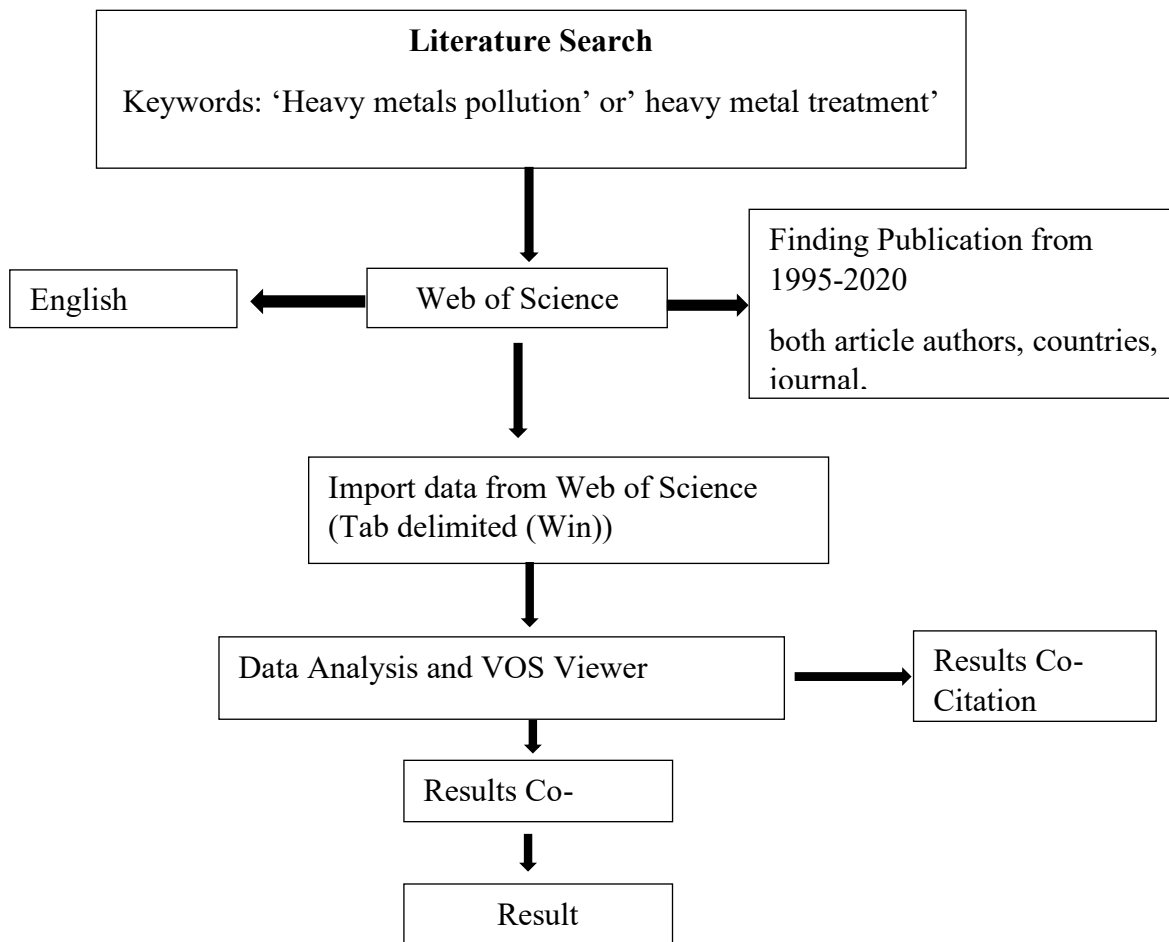 Literature Search
Keywords: ‘Heavy metals pollution’ or’ heavy metal treatment’
Finding Publication from
1995-2020
both article authors, countries,
journal,
English
Web of Science
Import data from Web of Science
(Tab delimited (Win))
Data Analysis and VOS Viewer
Results Co-
Citation
Results Co-
Result